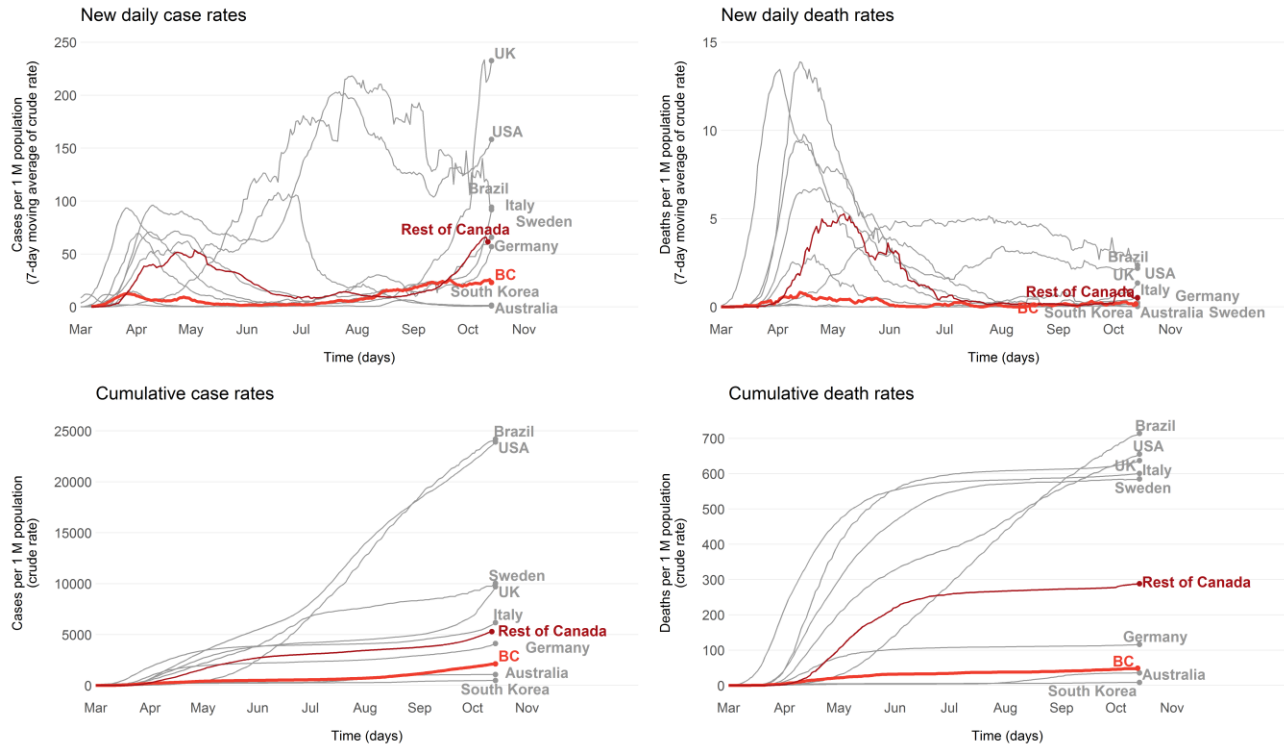 New daily case rates
Cases per 1 M population
(7-day moving average of crude rate)
250
200
150
100
50
0
UK
USA
Brazil
Italy
Sweden
Rest of Canada
Germany
BC
South Korea
Australia
Mar Apr May Jun Jul Aug Sep Oct Nov
Time (days)
New daily death rates
Deaths per 1 M population
(7-day moving average of crude rate)
15
10
5
0
Brazil
UK USA
Italy
Rest of Canada
Germany
BC South Korea Australia Sweden
Mar Apr May Jun Jul Aug Sep Oct Nov
Time (days)
Cumulative case rates
Cases per 1 M population
(crude rate)
25000
20000
15000
10000
5000
0
Brazil
USA
Sweden
UK
Italy
Rest of Canada
Germany
BC
Australia
South Korea
Mar Apr May Jun Jul Aug Sep Oct Nov
Time (days)
Cumulative death rates
Deaths per 1 M population
(crude rate)
700
600
500
400
300
200
100
0
Brazil
USA
UK Italy
Sweden
Rest of Canada
Germany
BC
Australia
South Korea
Mar Apr May Jun Jul Aug Sep Oct Nov
Time (days)